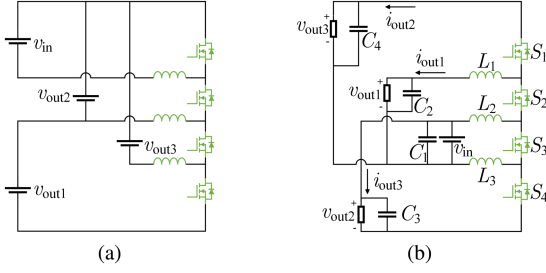 v_in
v_out2
v_out3
v_out1
(a)
+
v_out3
-
C_4
i_out2
S_1
i_out1
L_1
+
v_out1
-
C_2
S_2
L_2
C_1
v_in
S_3
L_3
i_out3
S_4
+
v_out2
-
C_3
(b)